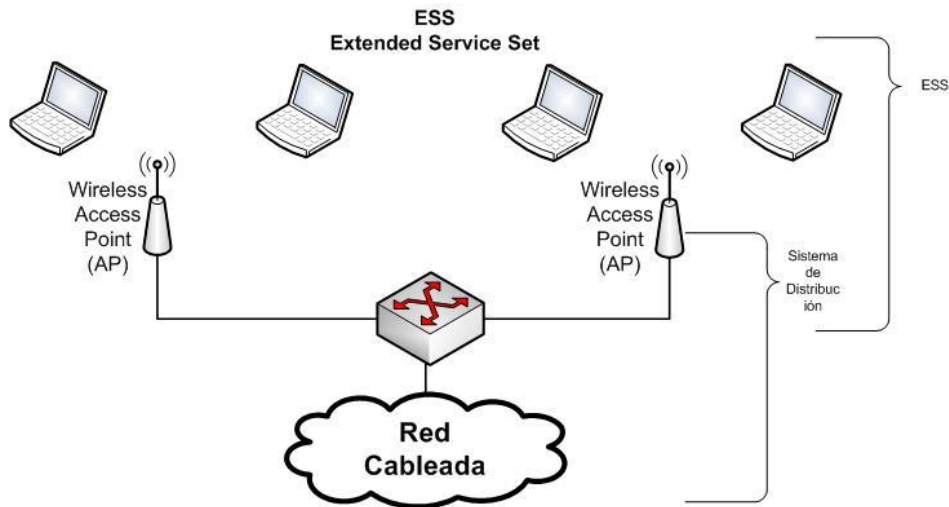 ESS
Extended Service Set
ESS
Wireless
Access
Point
(AP)
Wireless
Access
Point
(AP)
Sistema
de
Distribuc
ión
Red
Cableada